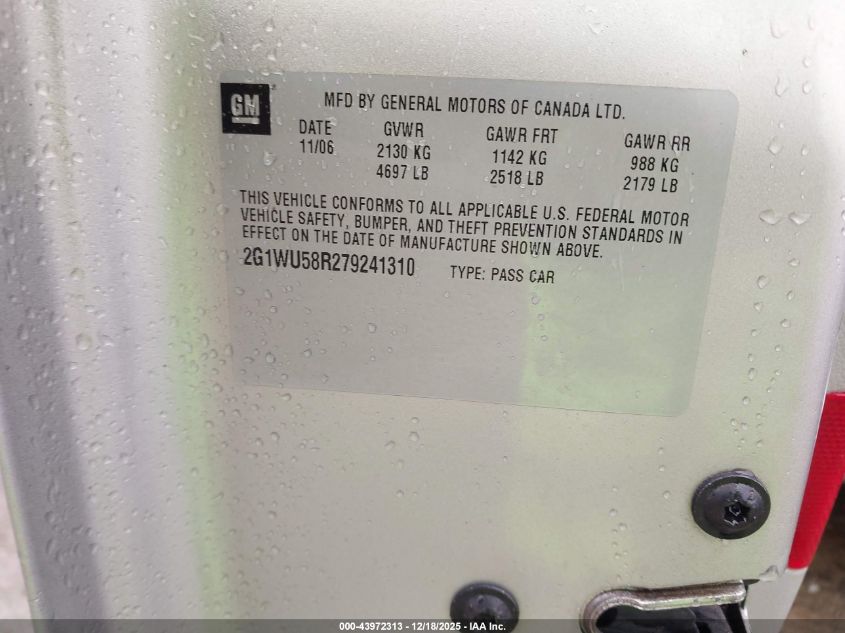 GM
MFD BY GENERAL MOTORS OF CANADA LTD.
DATE GVWR GAWR FRT GAWR RR
11/06 2130 KG 1142 KG 988 KG
4697 LB 2518 LB 2179 LB
THIS VEHICLE CONFORMS TO ALL APPLICABLE U.S. FEDERAL MOTOR
VEHICLE SAFETY, BUMPER, AND THEFT PREVENTION STANDARDS IN
EFFECT ON THE DATE OF MANUFACTURE SHOWN ABOVE.
2G1WU58R279241310 TYPE: PASS CAR
000-43972313 - 12/18/2025 - IAA Inc.